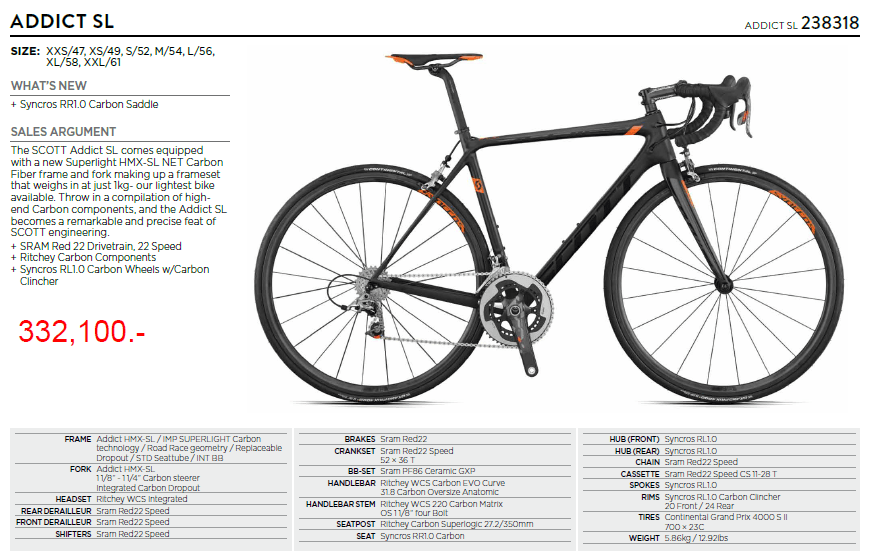 ADDICT SL
ADDICT SL 238318
SIZE: XXS/47, XS/49, S/52, M/54, L/56,
XL/58, XXL/61
WHAT'S NEW
+ Syncros RR1.0 Carbon Saddle
SALES ARGUMENT
The SCOTT Addict SL comes equipped
with a new Superlight HMX-SL NET Carbon
Fiber frame and fork making up a frameset
that weighs in at just 1kg- our lightest bike
available. Throw in a compilation of high-
end Carbon components, and the Addict SL
becomes a remarkable and precise feat of
SCOTT engineering.
+ SRAM Red 22 Drivetrain, 22 Speed
+ Ritchey Carbon Components
+ Syncros RL1.0 Carbon Wheels w/Carbon
Clincher
332,100.-
SCOTT
FRAME Addict HMX-SL / IMP SUPERLIGHT Carbon
technology / Road Race geometry / Replaceable
Dropout / STD Seattube / INT BB
FORK Addict HMX-SL
1 1/8" - 1 1/4" Carbon steerer
Integrated Carbon Dropout
HEADSET Ritchey WCS Integrated
REAR DERAILLEUR Sram Red22 Speed
FRONT DERAILLEUR Sram Red22 Speed
SHIFTERS Sram Red22 Speed
BRAKES Sram Red22
CRANKSET Sram Red22 Speed
52 x 36 T
BB-SET Sram PF86 Ceramic GXP
HANDLEBAR Ritchey WCS Carbon EVO Curve
31.8 Carbon Oversize Anatomic
HANDLEBAR STEM Ritchey WCS 220 Carbon Matrix
OS 1 1/8" four Bolt
SEATPOST Ritchey Carbon Superlogic 27.2/350mm
SEAT Syncros RR1.0 Carbon
HUB (FRONT) Syncros RL1.0
HUB (REAR) Syncros RL1.0
CHAIN Sram Red22 Speed
CASSETTE Sram Red22 Speed CS 11-28 T
SPOKES Syncros RL1.0
RIMS Syncros RL1.0 Carbon Clincher
20 Front / 24 Rear
TIRES Continental Grand Prix 4000 S II
700 x 23C
WEIGHT 5.86kg / 12.92lbs